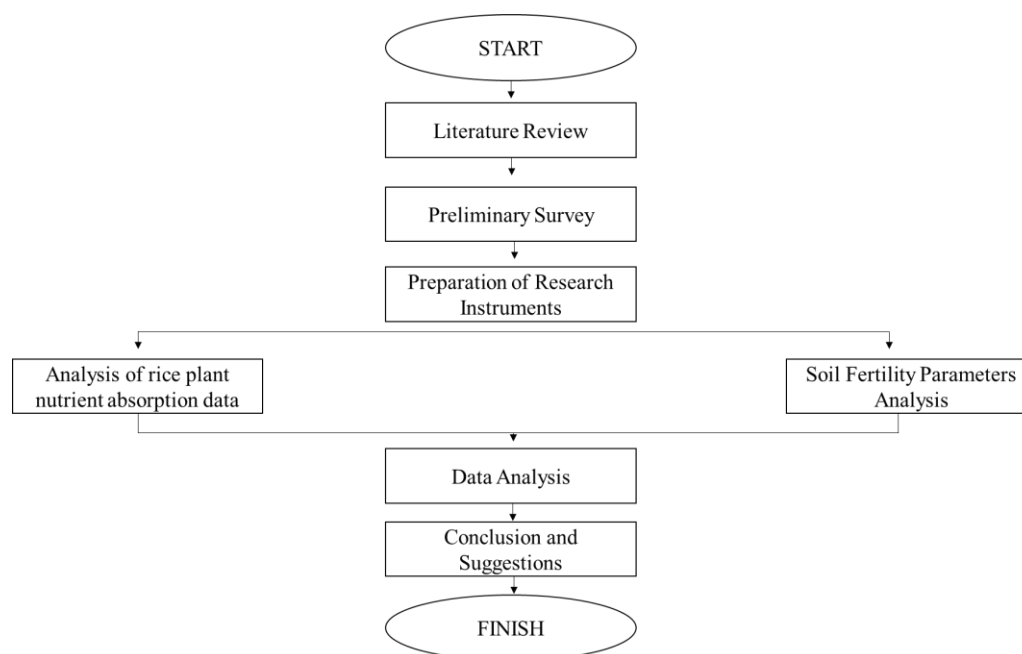 START
Literature Review
Preliminary Survey
Preparation of Research
Instruments
Analysis of rice plant
nutrient absorption data
Soil Fertility Parameters
Analysis
Data Analysis
Conclusion and
Suggestions
FINISH